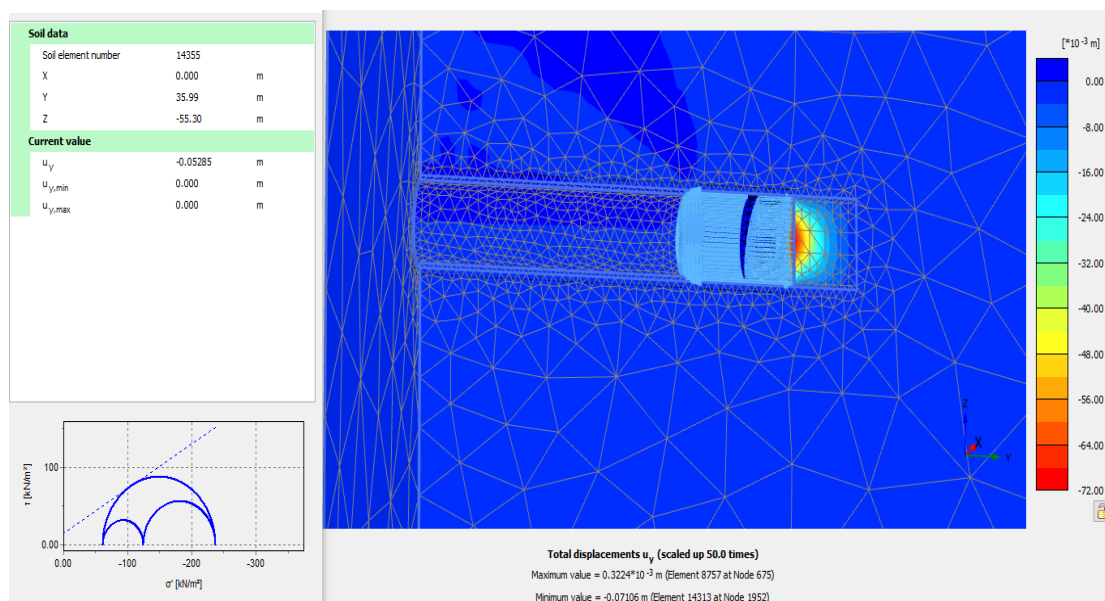 Soil data
Soil element number 14355
X 0.000 m
Y 35.99 m
Z -55.30 m
Current value
uy -0.05285 m
uy,min 0.000 m
uy,max 0.000 m
100
0.00
0.00 -100 -200 -300
τ [kN/m²]
σ' [kN/m²]
[*10 -3 m]
0.00
-8.00
-16.00
-24.00
-32.00
-40.00
-48.00
-56.00
-64.00
-72.00
Z
X
Y
Total displacements uy (scaled up 50.0 times)
Maximum value = 0.3224*10 -3 m (Element 8757 at Node 675)
Minimum value = -0.07106 m (Element 14313 at Node 1952)